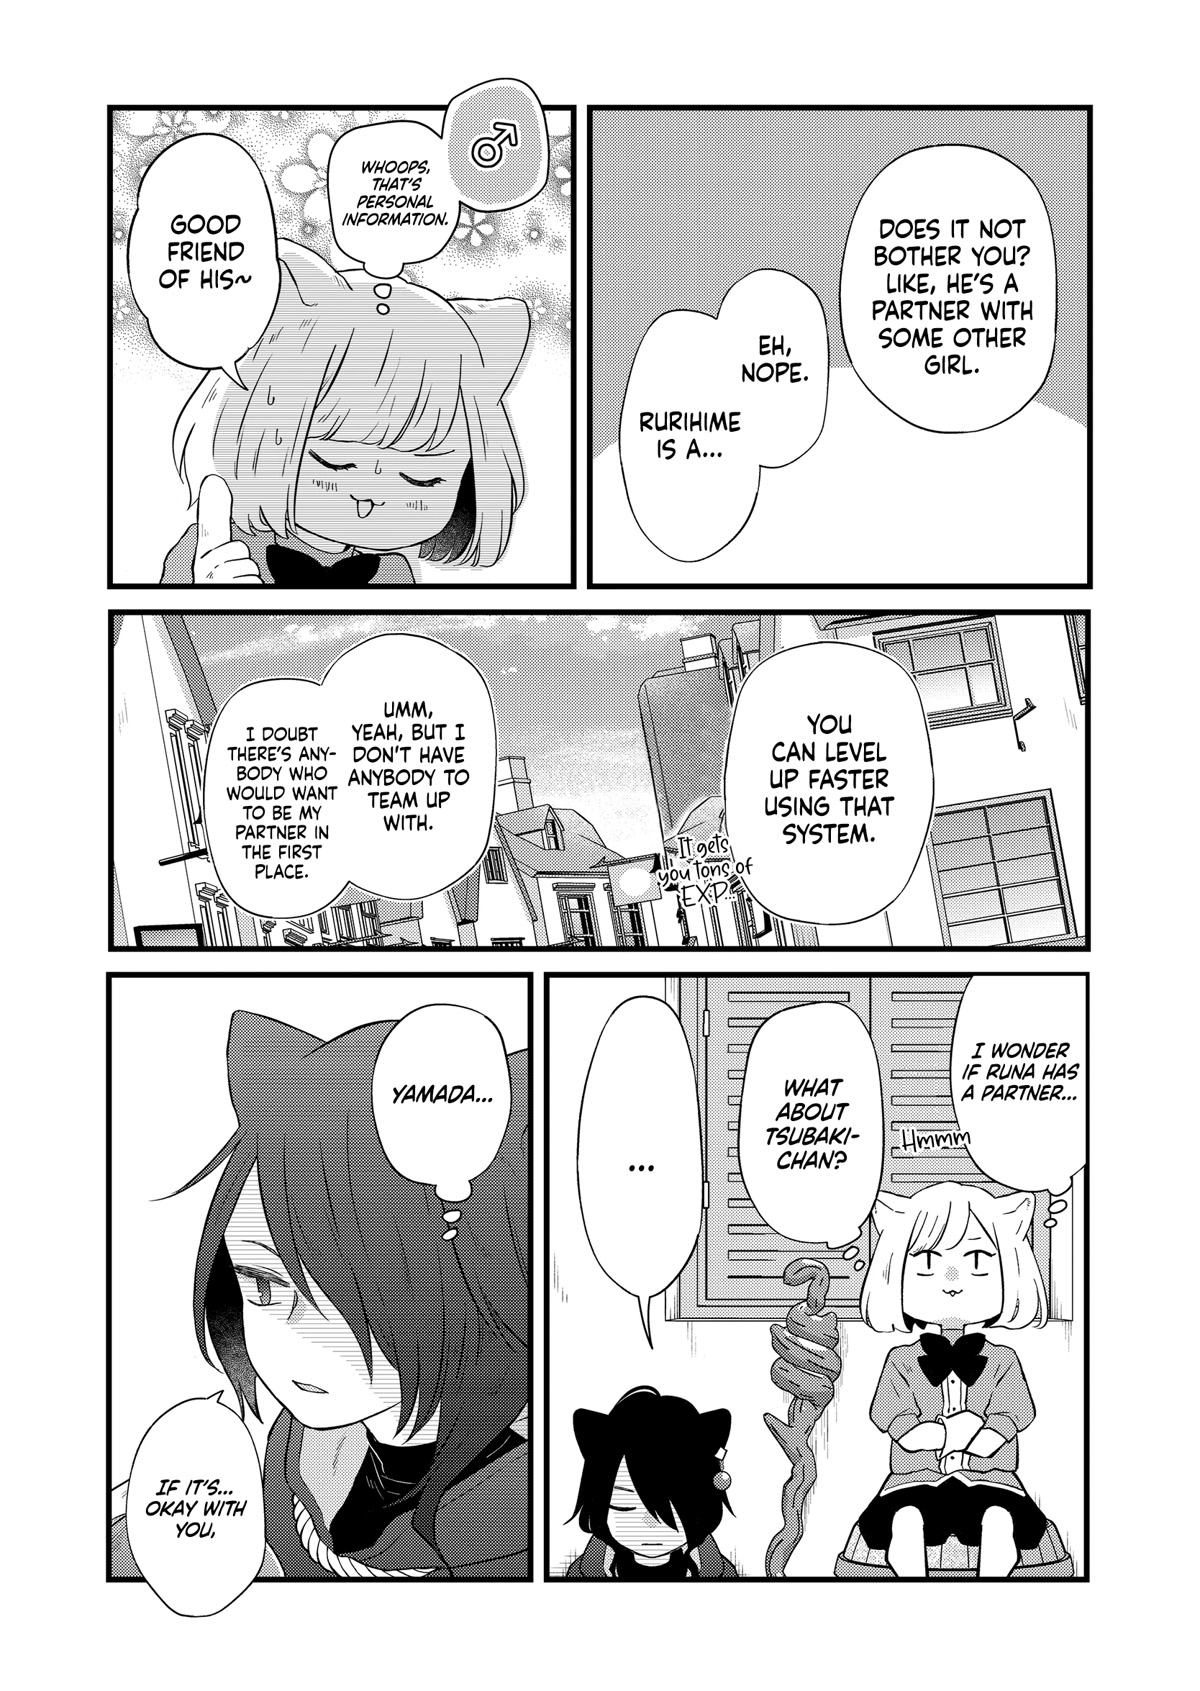 DOES IT NOT
BOTHER YOU?
LIKE, HE'S A
PARTNER WITH
SOME OTHER
GIRL.
EH,
NOPE.
RURIHIME
IS A...
♂
WHOOPS,
THAT'S
PERSONAL
INFORMATION.
GOOD
FRIEND
OF HIS~
YOU
CAN LEVEL
UP FASTER
USING THAT
SYSTEM.
It gets
you tons of
EXP...
UMM,
YEAH, BUT I
DON'T HAVE
ANYBODY TO
TEAM UP
WITH.
I DOUBT
THERE'S ANY-
BODY WHO
WOULD WANT
TO BE MY
PARTNER IN
THE FIRST
PLACE.
I WONDER
IF RUNA HAS
A PARTNER...
Hmmm
WHAT
ABOUT
TSUBAKI-
CHAN?
...
YAMADA...
IF IT'S...
OKAY WITH
YOU,